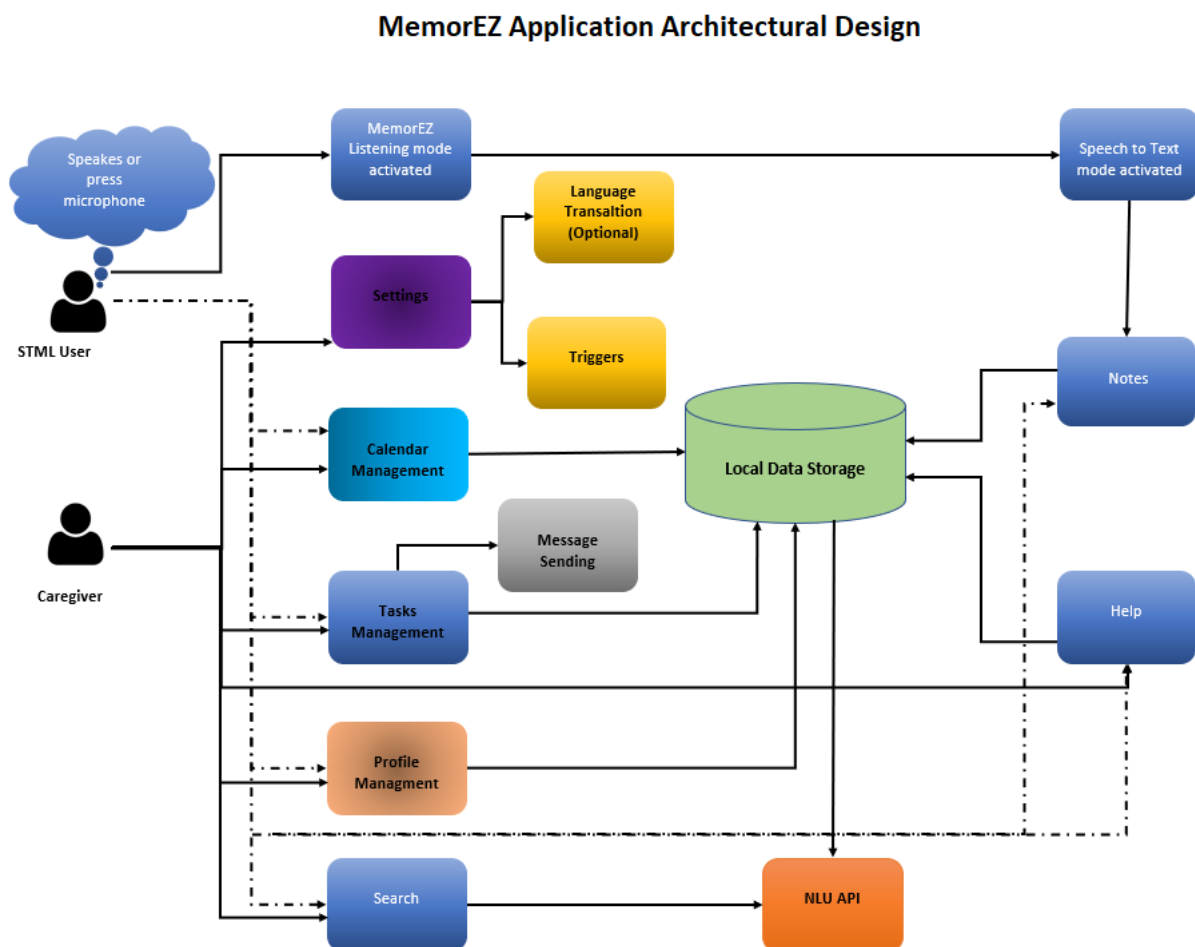 MemorEZ Application Architectural Design
Speakes or
press
microphone
MemorEZ
Listening mode
activated
Speech to Text
mode activated
Language
Transaltion
(Optional)
Settings
STML User
Triggers
Notes
Calendar
Management
Local Data Storage
Message
Sending
Caregiver
Tasks
Management
Help
Profile
Managment
Search
NLU API